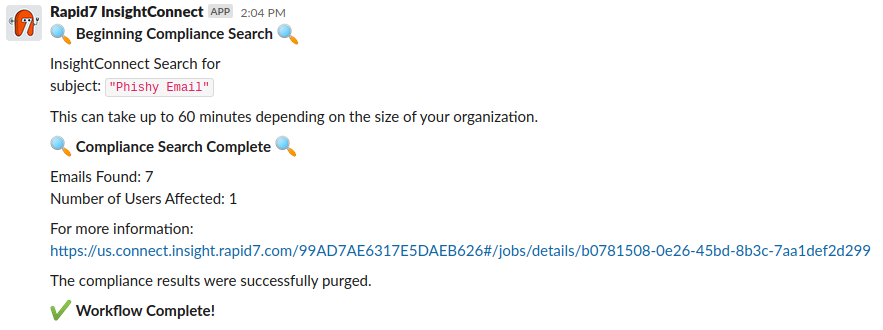 Rapid7 InsightConnect APP 2:04 PM
Beginning Compliance Search
InsightConnect Search for
subject: "Phishy Email"
This can take up to 60 minutes depending on the size of your organization.
Compliance Search Complete
Emails Found: 7
Number of Users Affected: 1
For more information:
https://us.connect.insight.rapid7.com/99AD7AE6317E5DAEB626#/jobs/details/b0781508-0e26-45bd-8b3c-7aa1def2d299
The compliance results were successfully purged.
Workflow Complete!